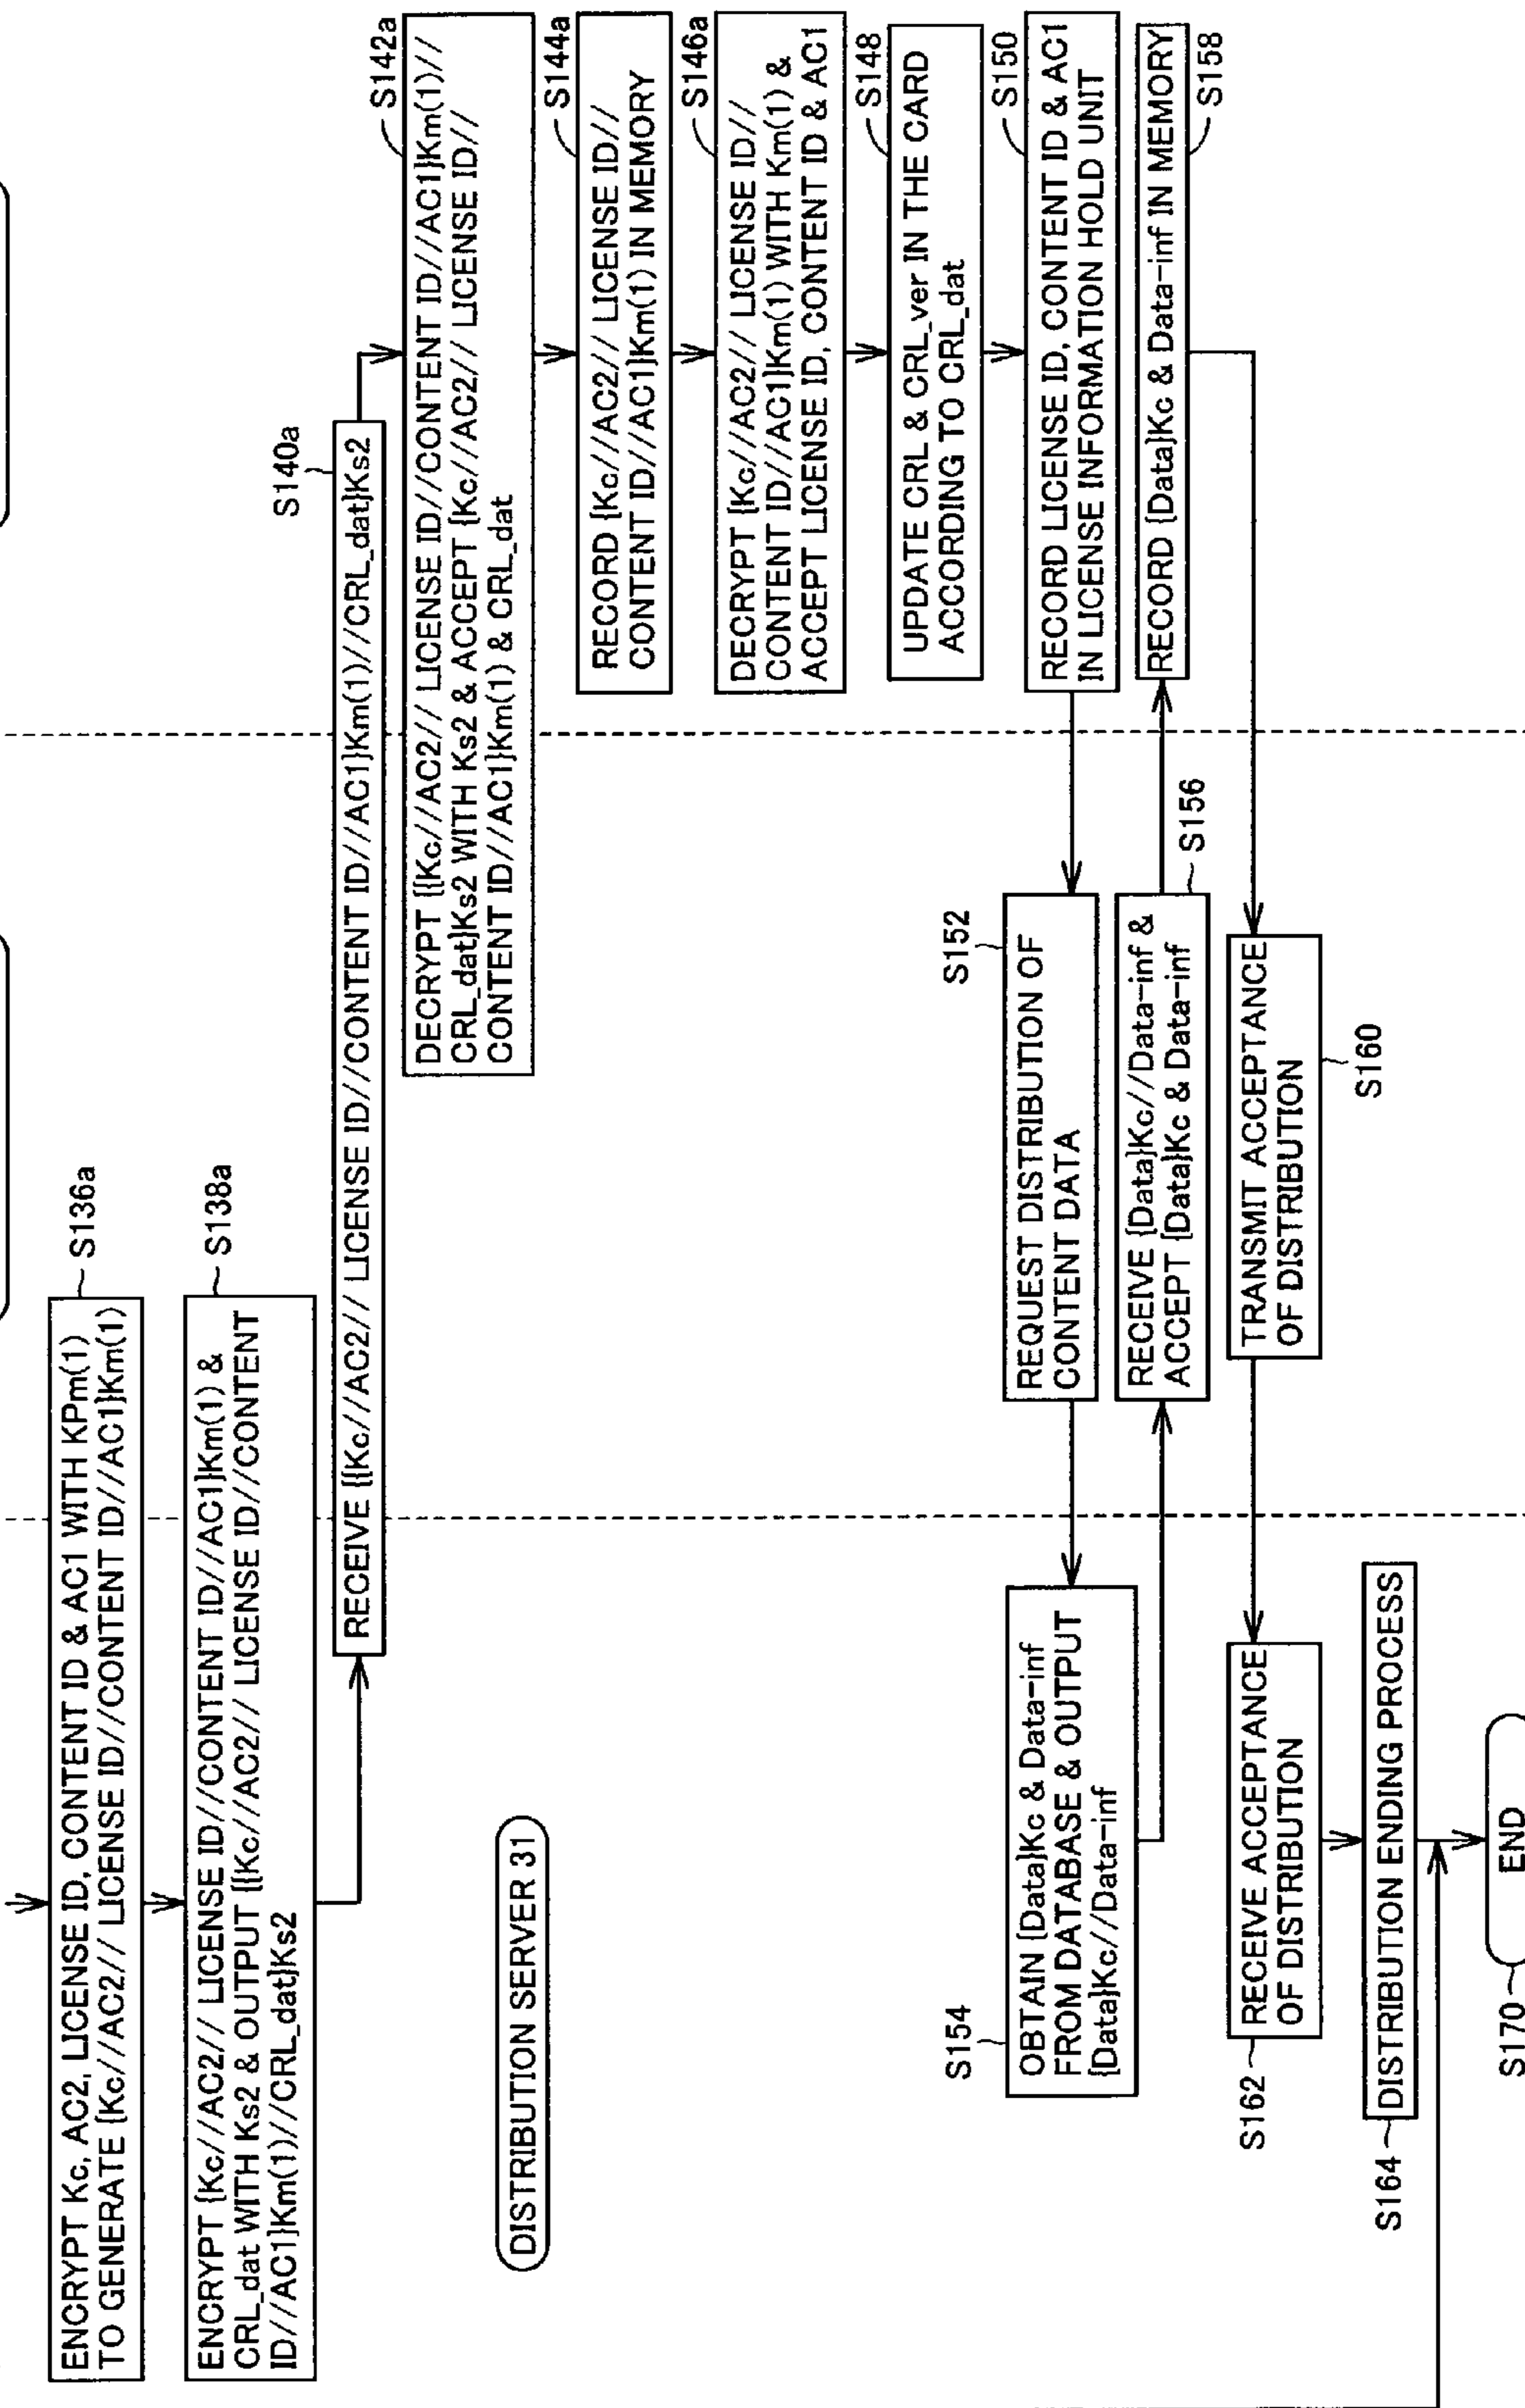 ENCRYPT Kc, AC2, LICENSE ID, CONTENT ID & AC1 WITH KPm(1)
TO GENERATE {Kc//AC2// LICENSE ID//CONTENT ID//AC1}Km(1)
S136a
ENCRYPT {Kc//AC2// LICENSE ID//CONTENT ID//AC1}Km(1) &
CRL_dat WITH Ks2 & OUTPUT {{Kc//AC2// LICENSE ID//CONTENT
ID//AC1}Km(1)//CRL_dat}Ks2
S138a
RECEIVE {{Kc//AC2// LICENSE ID//CONTENT ID//AC1}Km(1)//CRL_dat}Ks2
S140a
DECRYPT {{Kc//AC2// LICENSE ID//CONTENT ID//AC1}Km(1)//
CRL_dat}Ks2 WITH Ks2 & ACCEPT {Kc//AC2// LICENSE ID//
CONTENT ID//AC1}Km(1) & CRL_dat
S142a
DISTRIBUTION SERVER 31
RECORD {Kc//AC2// LICENSE ID//
CONTENT ID//AC1}Km(1) IN MEMORY
S144a
DECRYPT {Kc//AC2// LICENSE ID//
CONTENT ID//AC1}Km(1) WITH Km(1) &
ACCEPT LICENSE ID, CONTENT ID & AC1
S146a
UPDATE CRL & CRL_ver IN THE CARD
ACCORDING TO CRL_dat
S148
RECORD LICENSE ID, CONTENT ID & AC1
IN LICENSE INFORMATION HOLD UNIT
S150
S152
REQUEST DISTRIBUTION OF
CONTENT DATA
S154
OBTAIN {Data}Kc & Data-inf
FROM DATABASE & OUTPUT
{Data}Kc//Data-inf
RECEIVE {Data}Kc//Data-inf &
ACCEPT {Data}Kc & Data-inf
S156
RECORD {Data}Kc & Data-inf IN MEMORY
S158
TRANSMIT ACCEPTANCE
OF DISTRIBUTION
S160
S162
RECEIVE ACCEPTANCE
OF DISTRIBUTION
S164
DISTRIBUTION ENDING PROCESS
S170
END